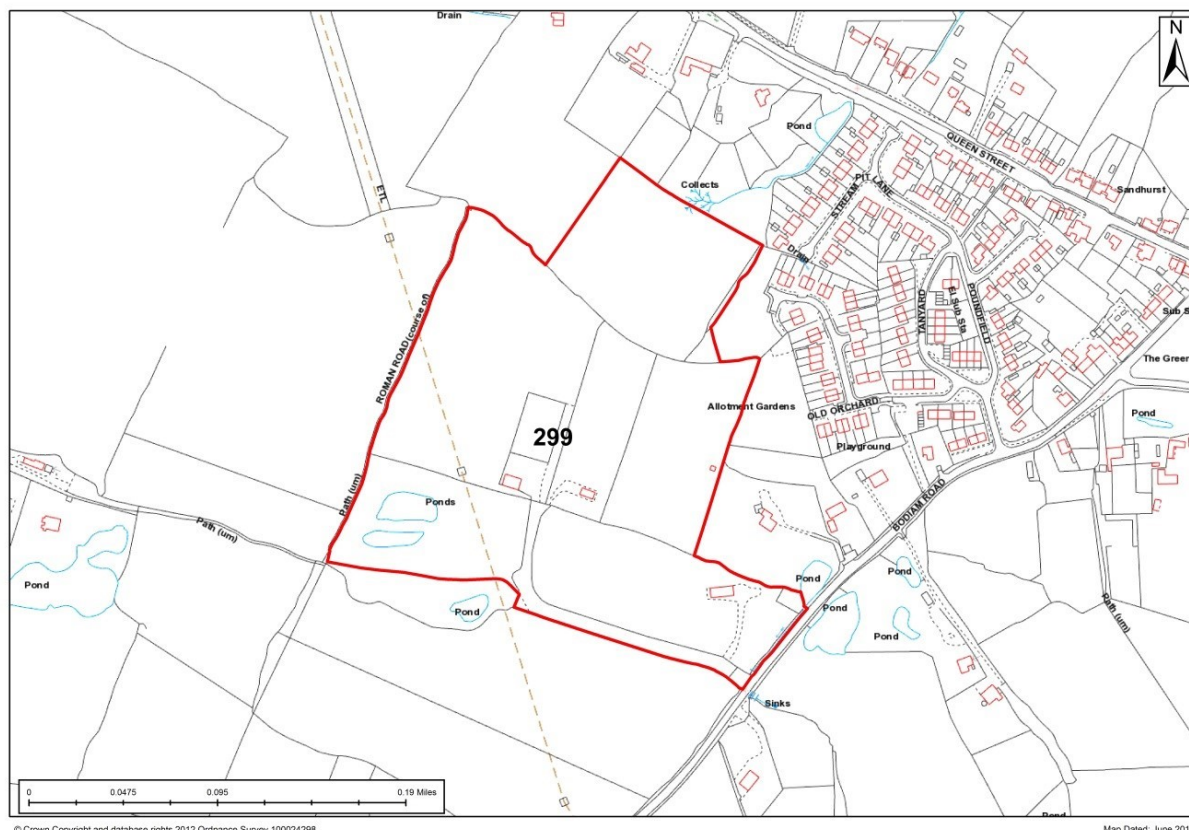 Drain
N
Pond
QUEEN STREET
Collects
PIT LANE
STREAM
Sandhurst
ETL
Drain
ROMAN ROAD (course of)
TANYARD
El Sub Sta
POUNDFIELD
Sub S
The Green
Allotment Gardens
OLD ORCHARD
Pond
299
Playground
Path (um)
Ponds
BODIAM ROAD
Path (um)
Pond
Pond
Pond
Pond
Pond
Pond
Path (um)
Sinks
0 0.0475 0.095 0.19 Miles
Pond
© Crown Copyright and database rights 2012 Ordnance Survey 100024298
Map Dated: June 201